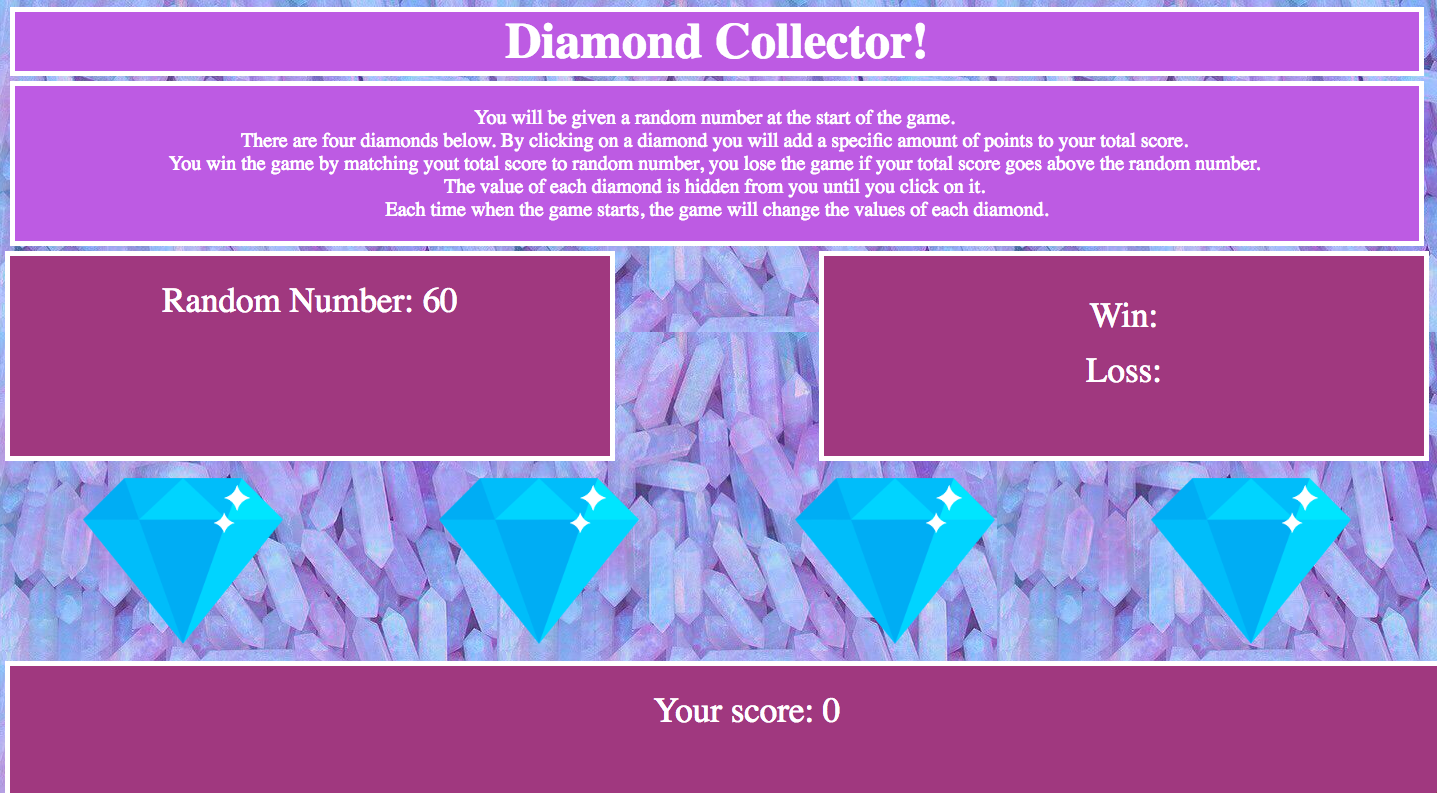 Diamond Collector!
You will be given a random number at the start of the game.
There are four diamonds below. By clicking on a diamond you will add a specific amount of points to your total score.
You win the game by matching yout total score to random number, you lose the game if your total score goes above the random number.
The value of each diamond is hidden from you until you click on it.
Each time when the game starts, the game will change the values of each diamond.
Random Number: 60
Win:
Loss:
Your score: 0